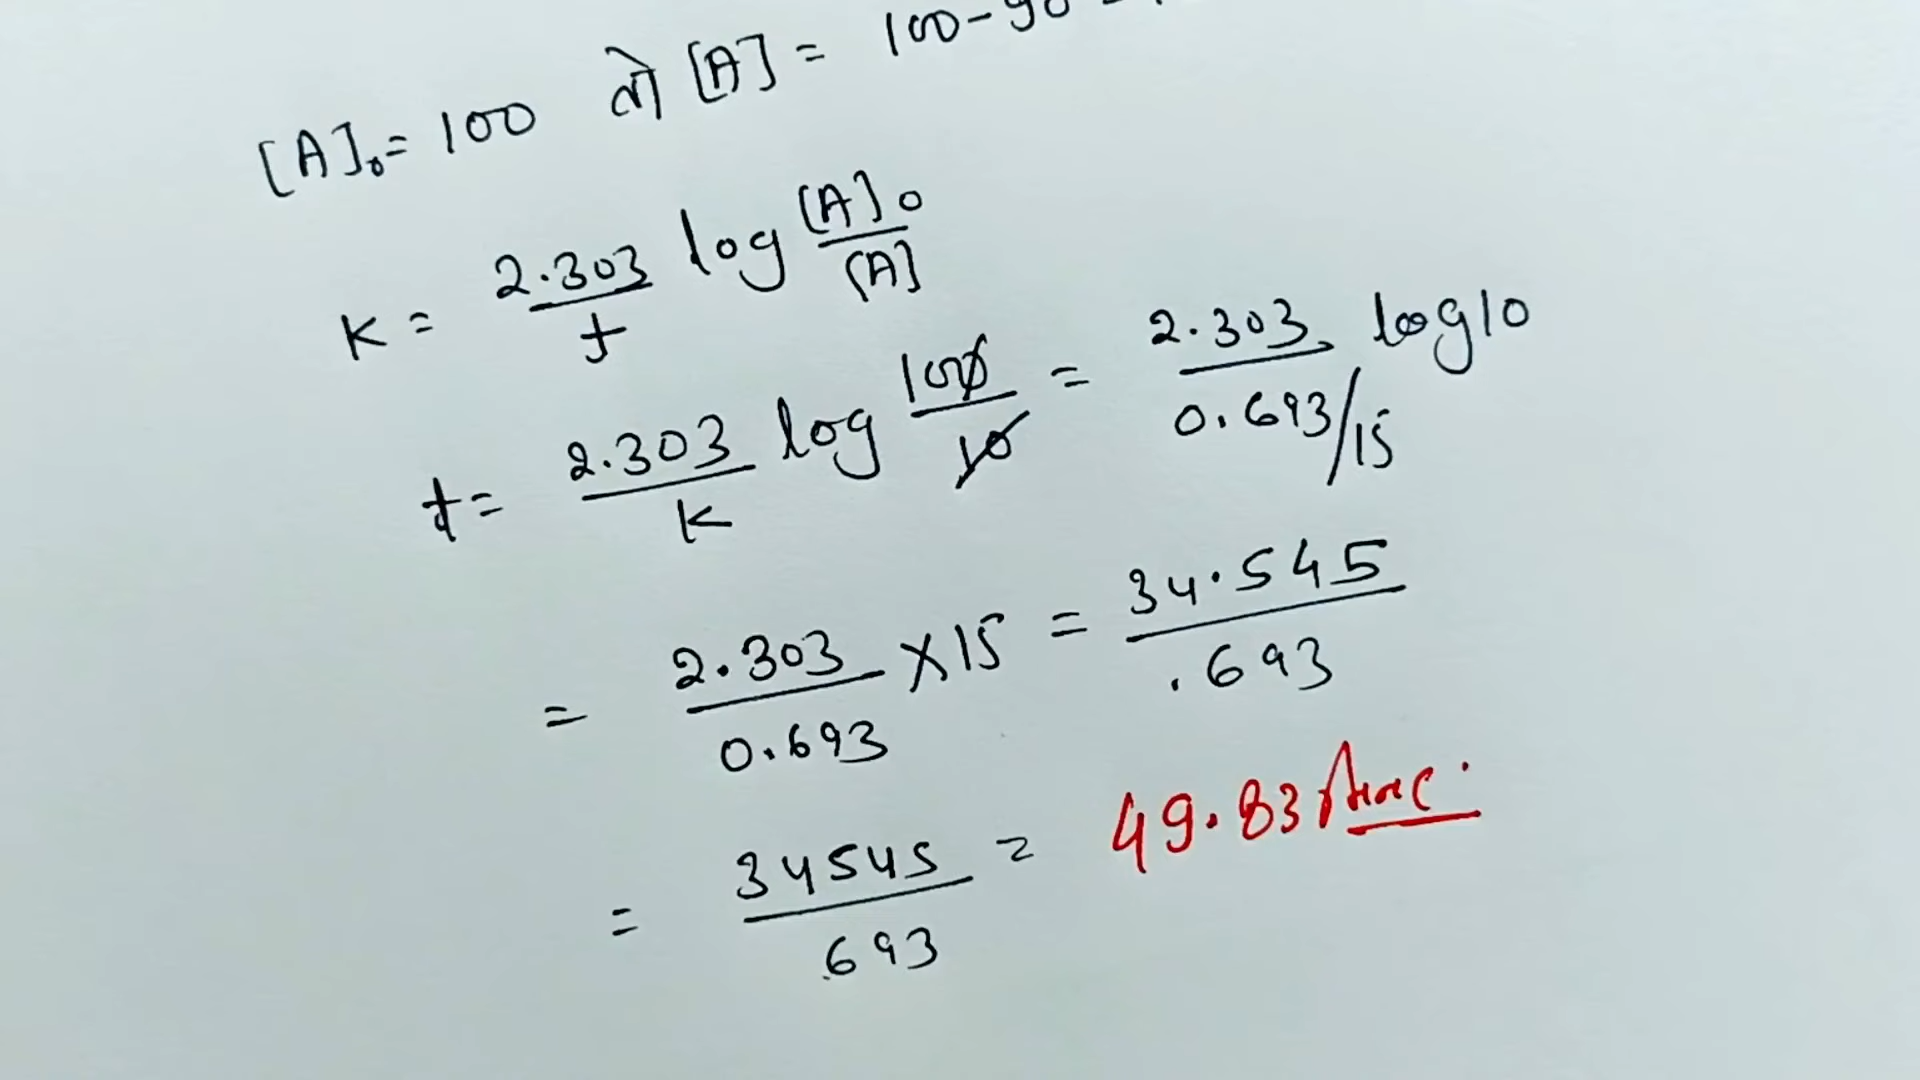 [A]₀ = 100 तो [A] = 100 - 90
K = 2.303/t log [A]₀/[A]
t = 2.303/K log 100/10 = 2.303/0.693/15 log10
= 2.303/0.693 × 15 = 34.545/.693
= 34545/693 = 49.83